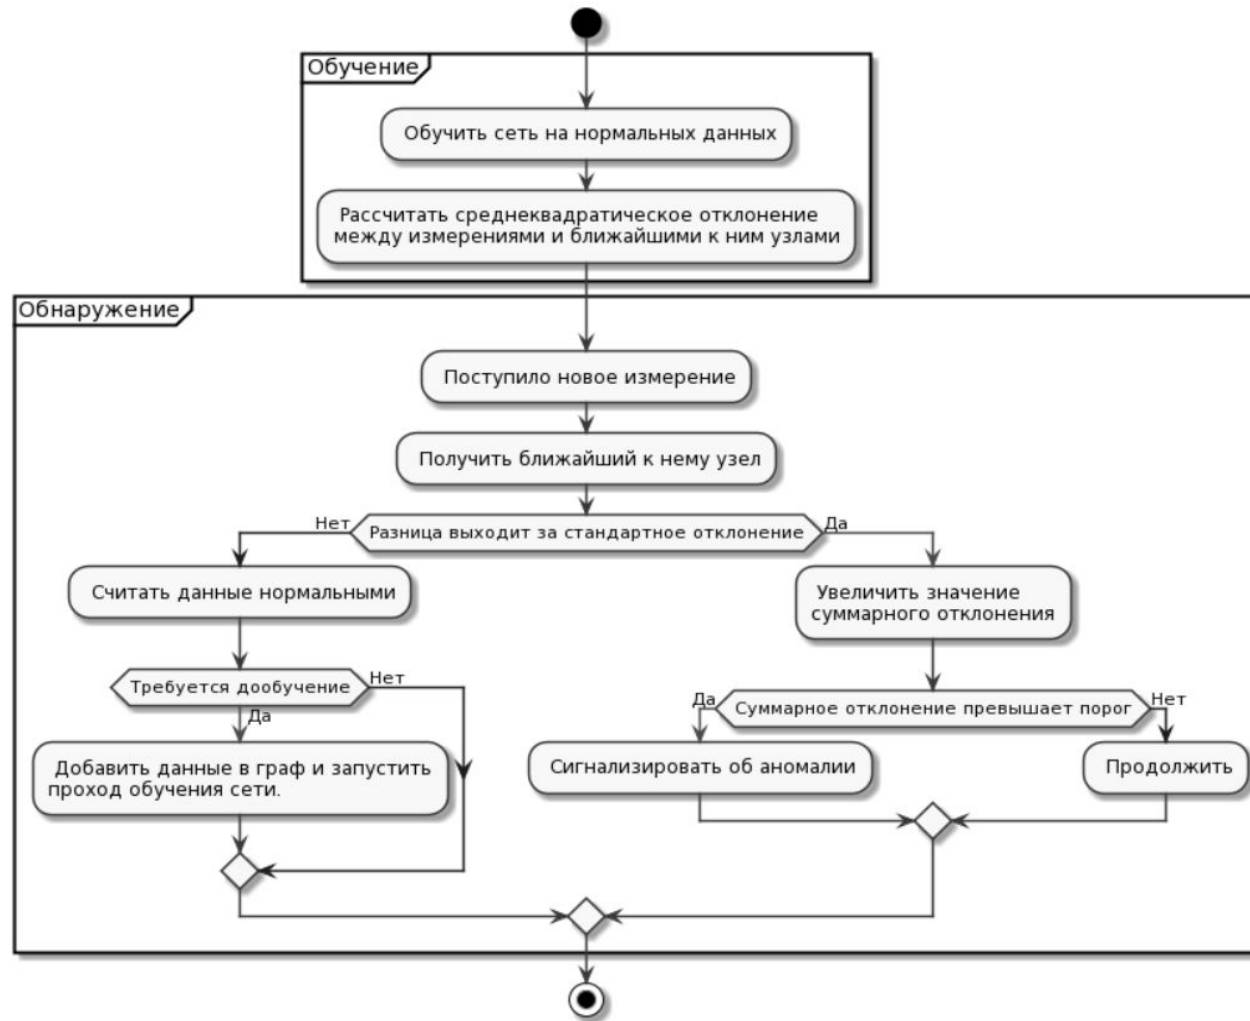 Обучение
Обучить сеть на нормальных данных
Рассчитать среднеквадратическое отклонение
между измерениями и ближайшими к ним узлами
Обнаружение
Поступило новое измерение
Получить ближайший к нему узел
Нет
Разница выходит за стандартное отклонение
Да
Считать данные нормальными
Увеличить значение
суммарного отклонения
Требуется дообучение
Нет
Да
Добавить данные в граф и запустить
проход обучения сети.
Да
Суммарное отклонение превышает порог
Нет
Сигнализировать об аномалии
Продолжить